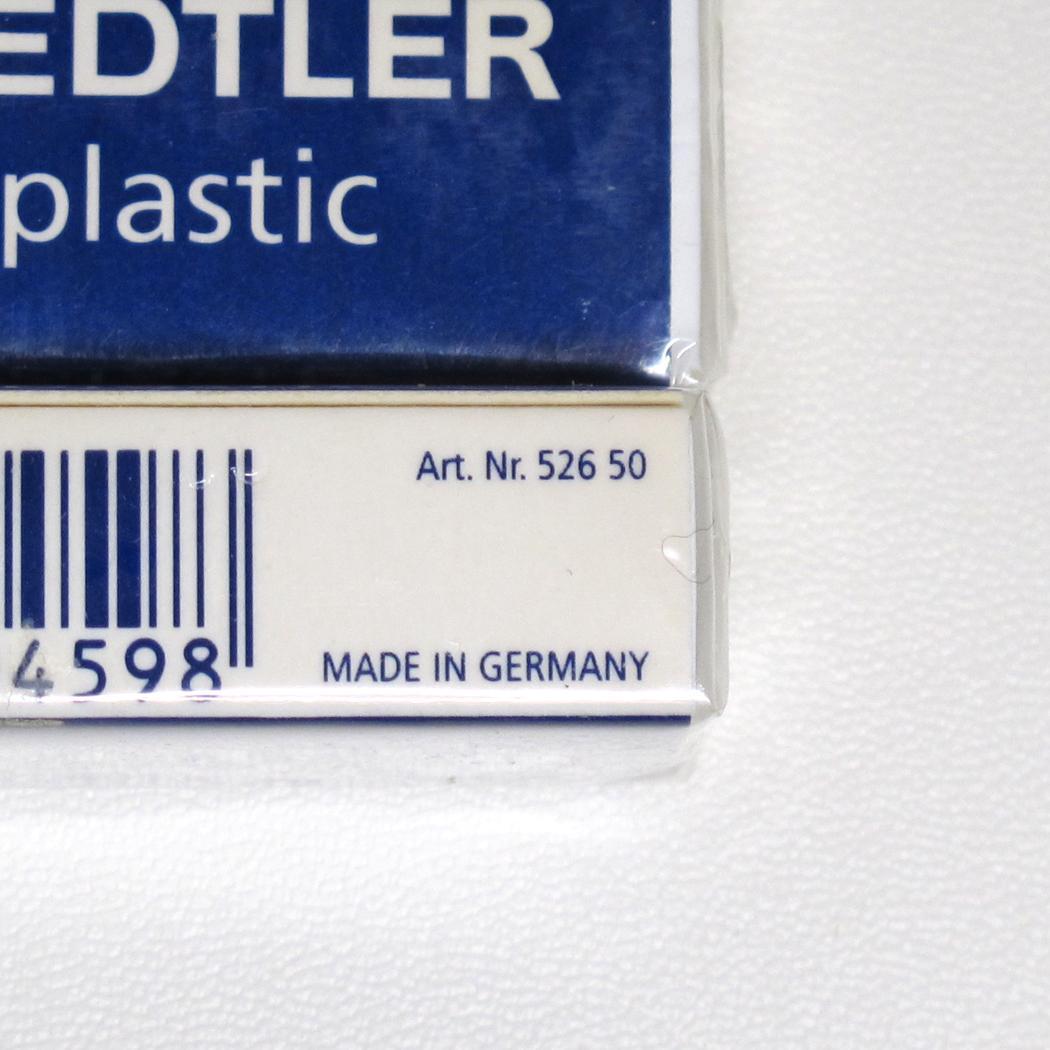 EDTLER
plastic
Art. Nr. 526 50
4598
MADE IN GERMANY